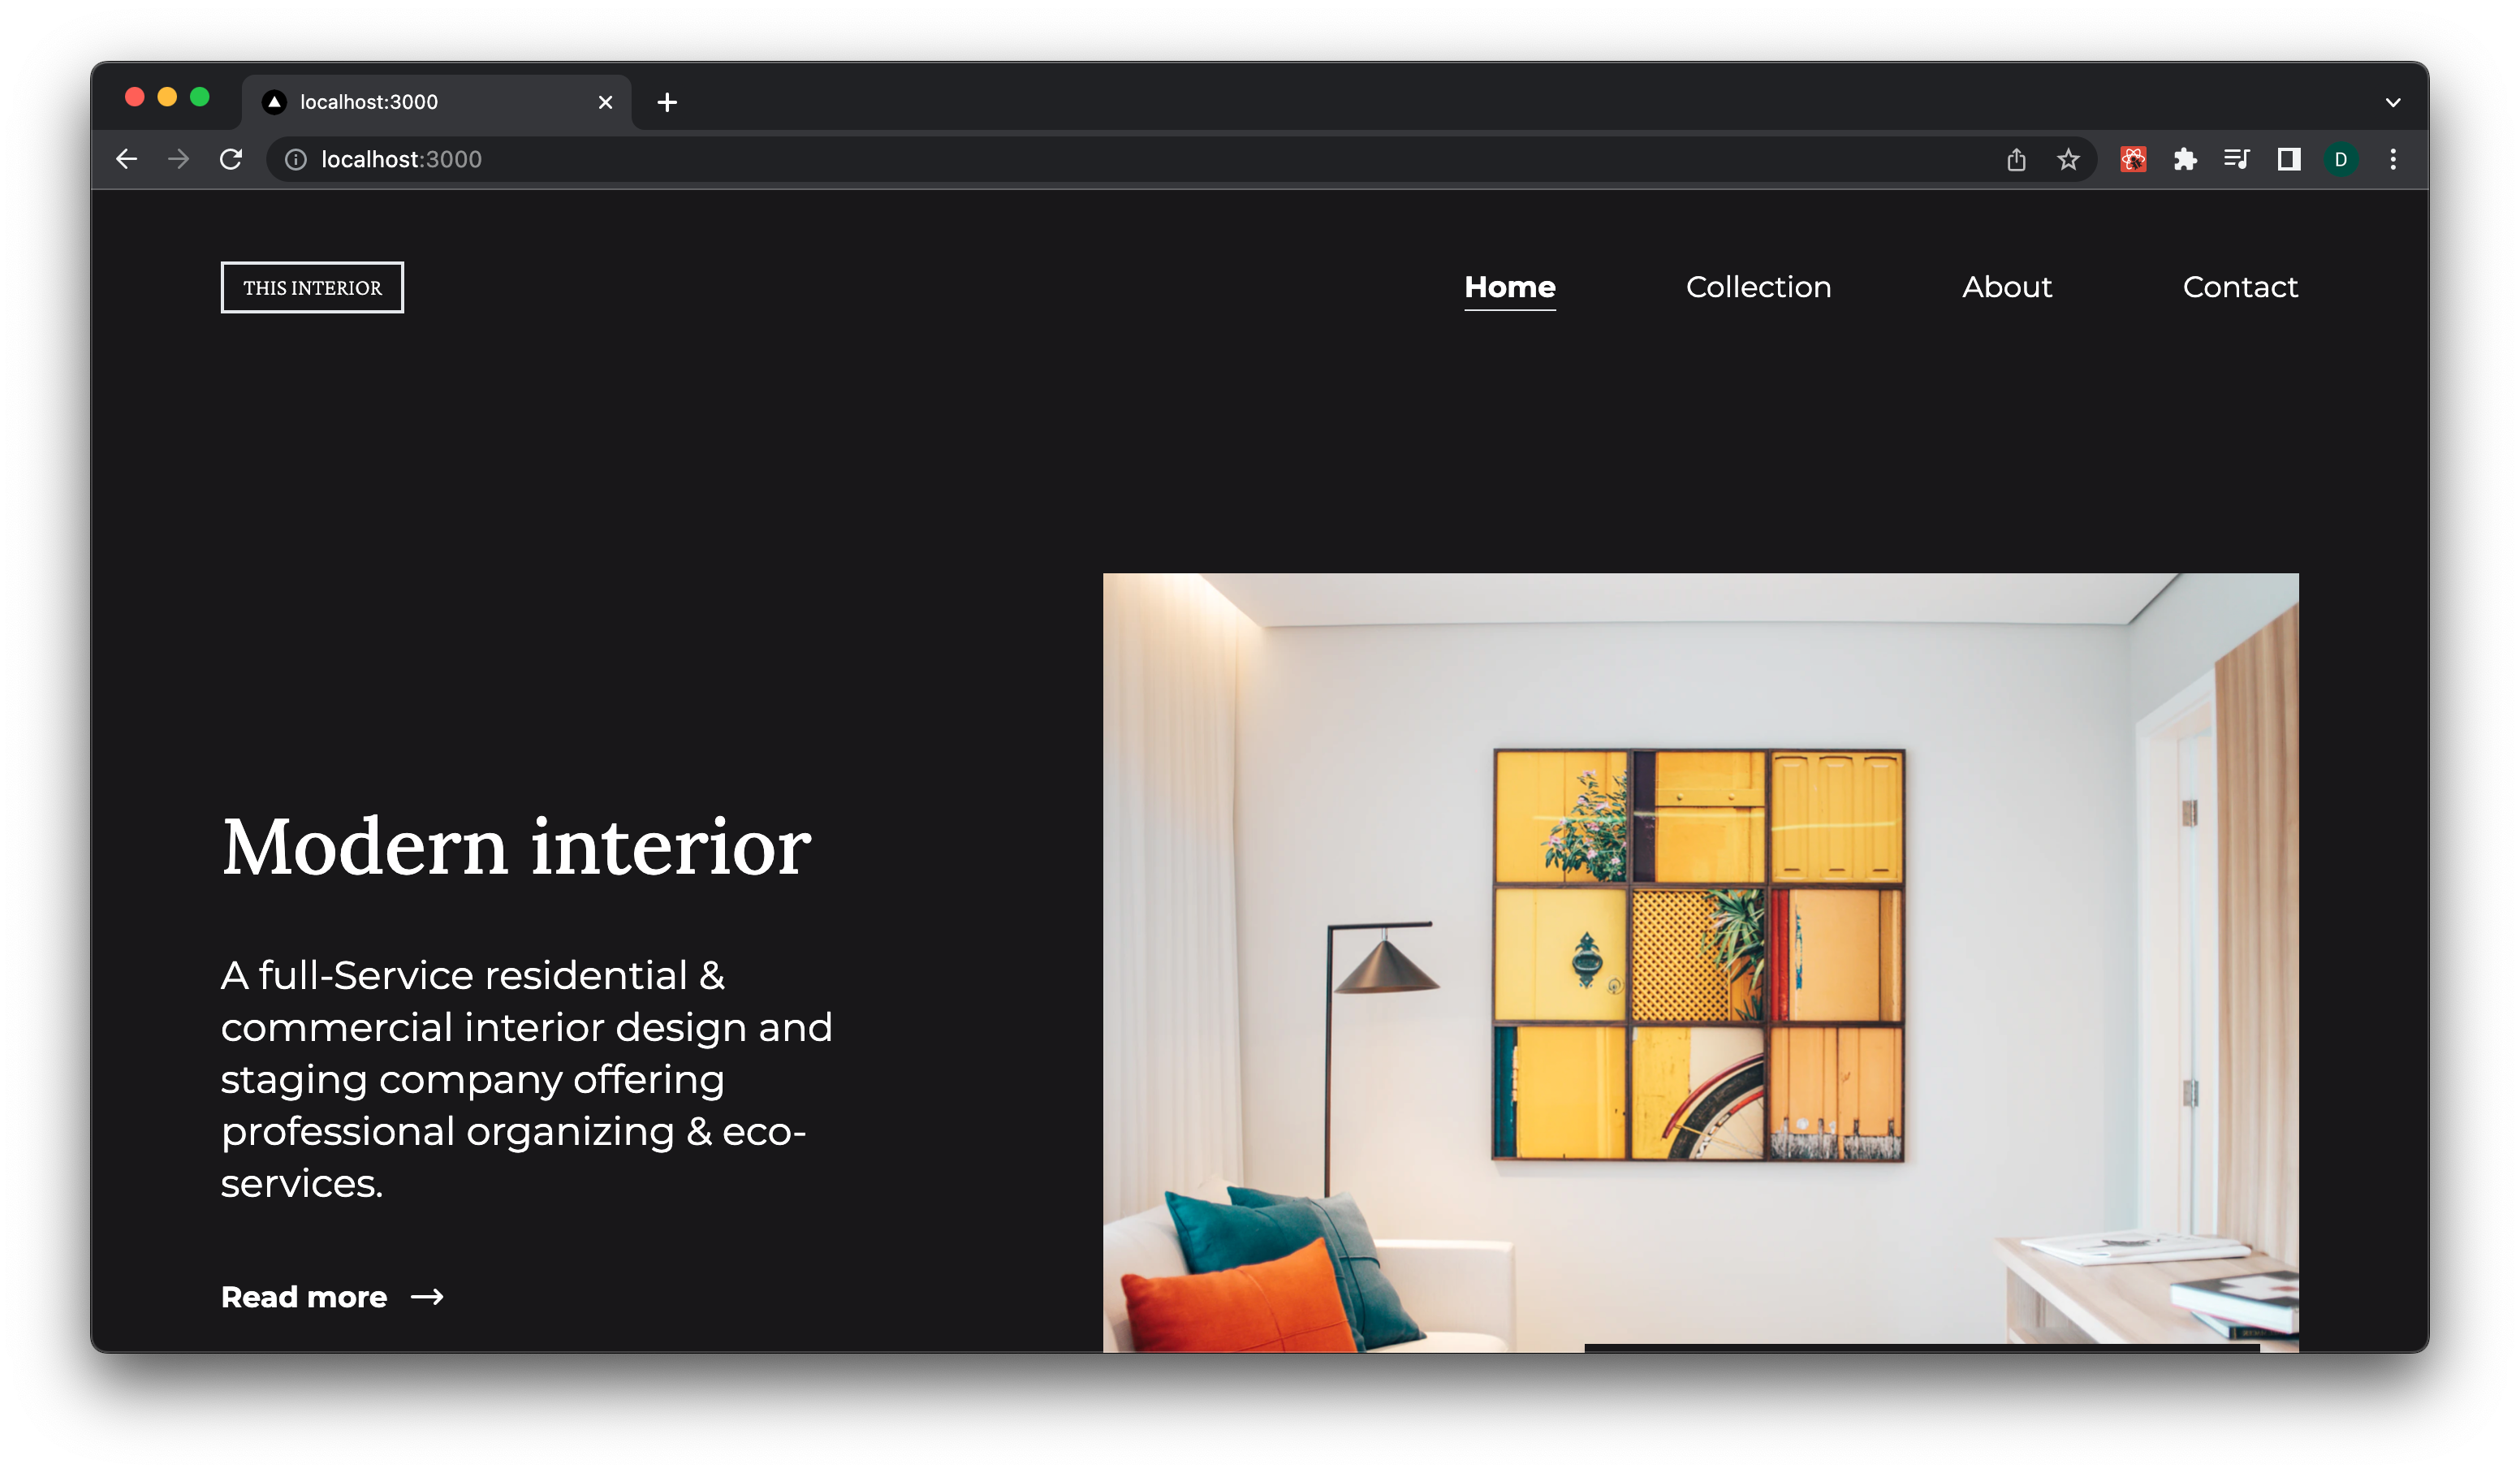 localhost:3000
localhost:3000
D
THIS INTERIOR
Home
Collection
About
Contact
Modern interior
A full-Service residential &
commercial interior design and
staging company offering
professional organizing & eco-
services.
Read more